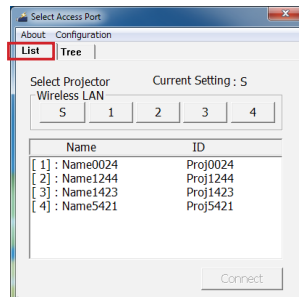 Select Access Port
About Configuration
List Tree
Select Projector Current Setting : S
Wireless LAN
S 1 2 3 4
Name ID
[ 1] : Name0024 Proj0024
[ 2] : Name1244 Proj1244
[ 3] : Name1423 Proj1423
[ 4] : Name5421 Proj5421
Connect